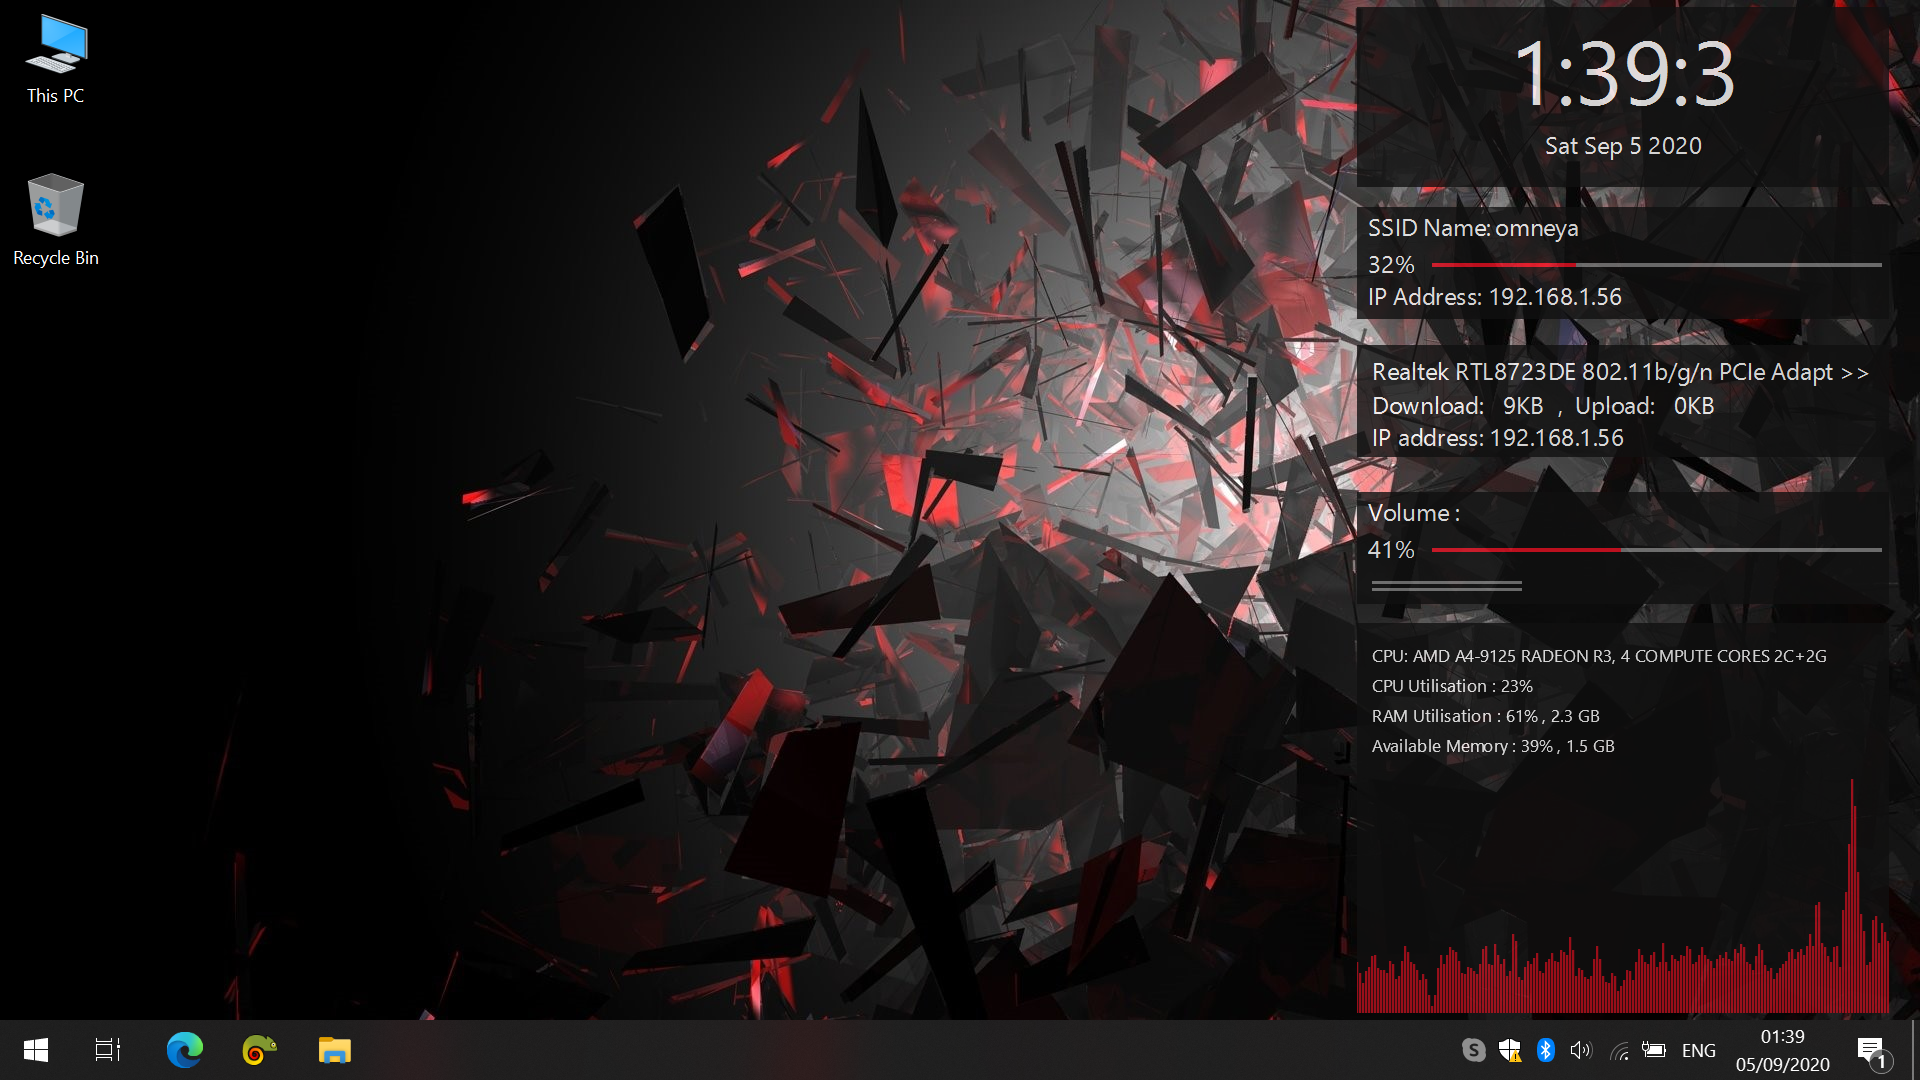 This PC
Recycle Bin
1:39:3
Sat Sep 5 2020
SSID Name: omneya
32%
IP Address: 192.168.1.56
Realtek RTL8723DE 802.11b/g/n PCIe Adapt >>
Download: 9KB , Upload: 0KB
IP address: 192.168.1.56
Volume :
41%
CPU: AMD A4-9125 RADEON R3, 4 COMPUTE CORES 2C+2G
CPU Utilisation : 23%
RAM Utilisation : 61% , 2.3 GB
Available Memory : 39% , 1.5 GB
S
ENG
01:39
05/09/2020
1